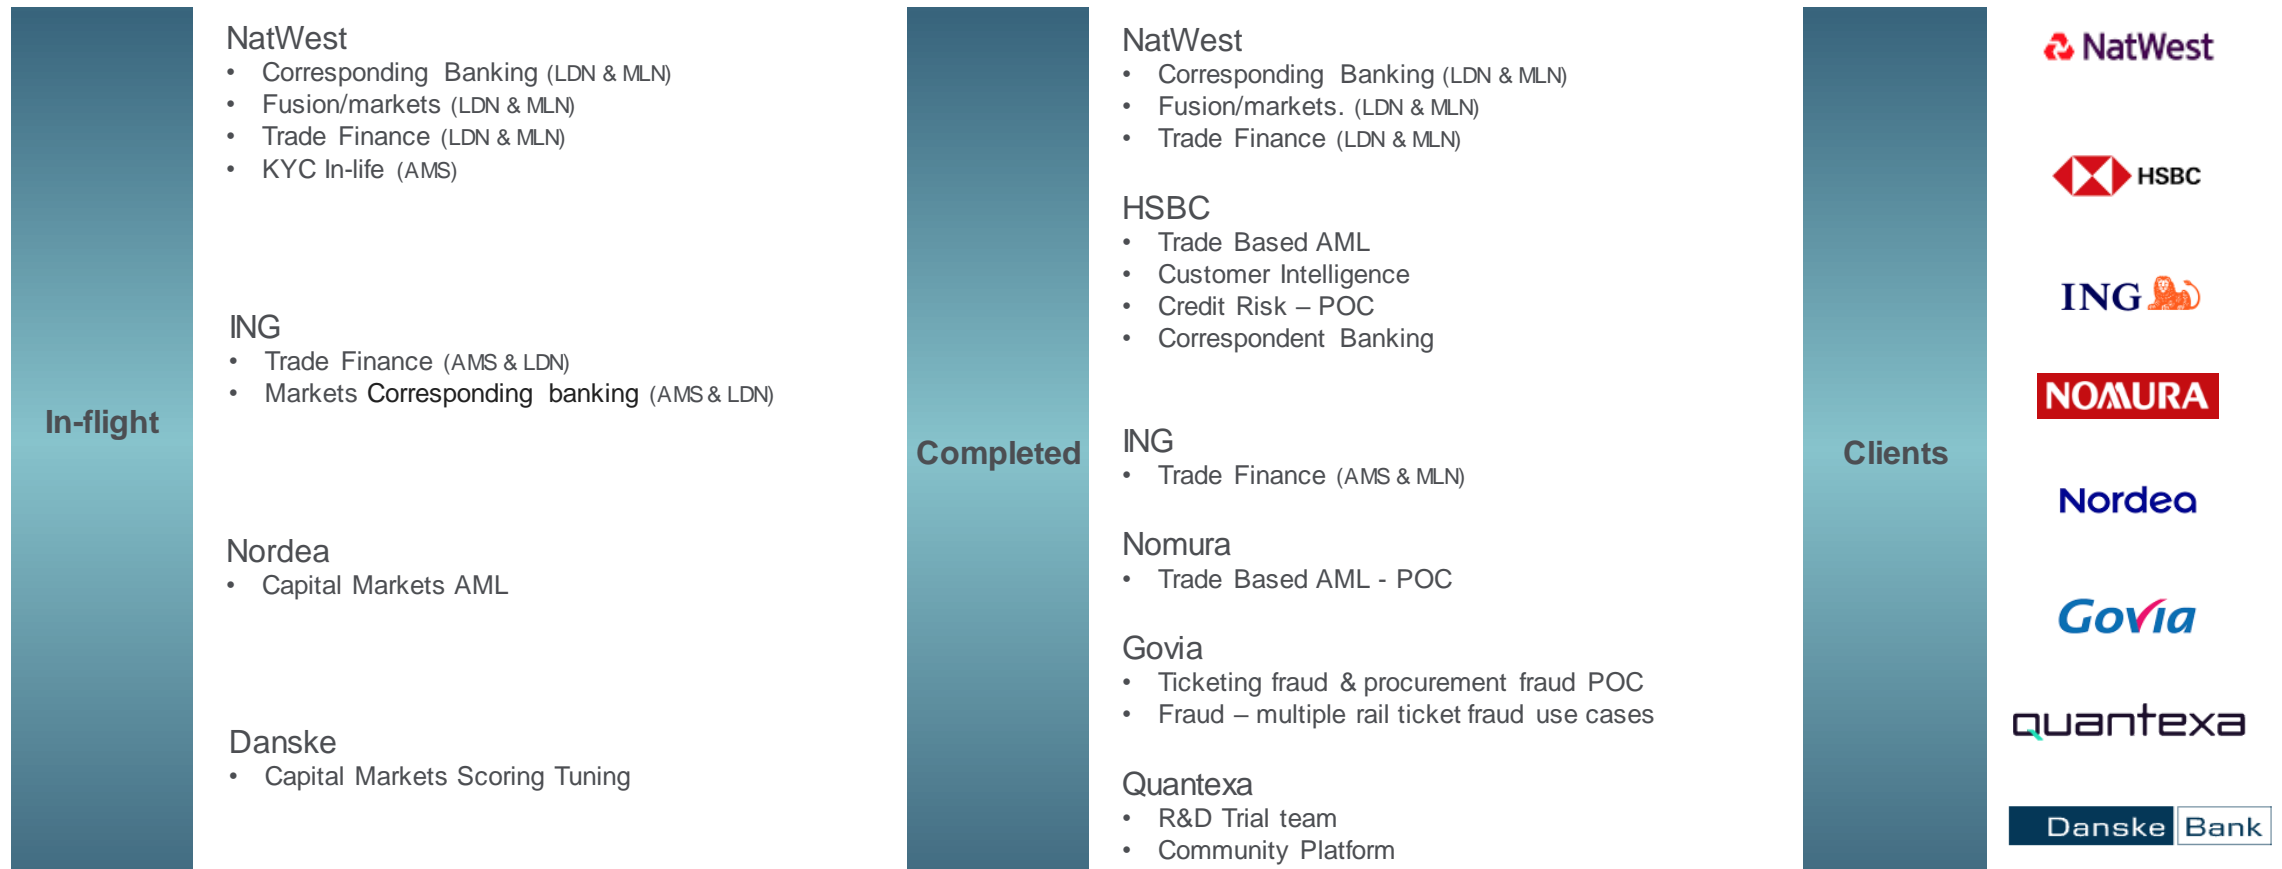 In-flight
NatWest
• Corresponding Banking (LDN & MLN)
• Fusion/markets (LDN & MLN)
• Trade Finance (LDN & MLN)
• KYC In-life (AMS)
ING
• Trade Finance (AMS & LDN)
• Markets Corresponding banking (AMS & LDN)
Nordea
• Capital Markets AML
Danske
• Capital Markets Scoring Tuning
Completed
NatWest
• Corresponding Banking (LDN & MLN)
• Fusion/markets. (LDN & MLN)
• Trade Finance (LDN & MLN)
HSBC
• Trade Based AML
• Customer Intelligence
• Credit Risk – POC
• Correspondent Banking
ING
• Trade Finance (AMS & MLN)
Nomura
• Trade Based AML - POC
Govia
• Ticketing fraud & procurement fraud POC
• Fraud – multiple rail ticket fraud use cases
Quantexa
• R&D Trial team
• Community Platform
Clients
NatWest
HSBC
ING
NOMURA
Nordea
Govia
quantexa
Danske Bank